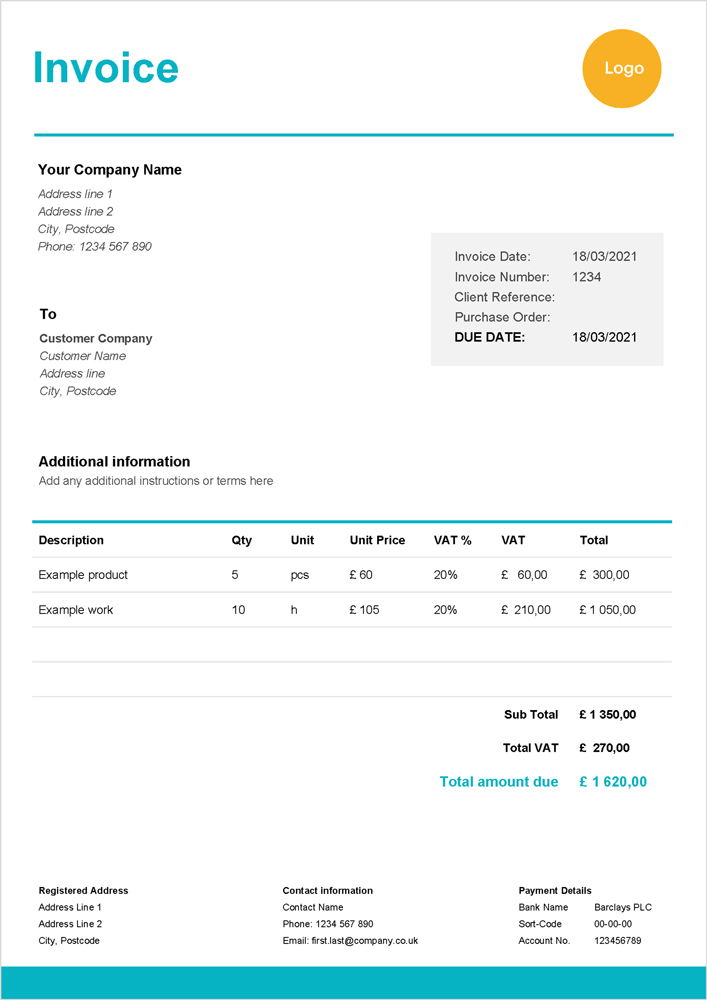 Invoice
Logo
Your Company Name
Address line 1
Address line 2
City, Postcode
Phone: 1234 567 890
Invoice Date: 18/03/2021
Invoice Number: 1234
Client Reference:
Purchase Order:
DUE DATE: 18/03/2021
To
Customer Company
Customer Name
Address line
City, Postcode
Additional information
Add any additional instructions or terms here
Description Qty Unit Unit Price VAT % VAT Total
Example product 5 pcs £ 60 20% £ 60,00 £ 300,00
Example work 10 h £ 105 20% £ 210,00 £ 1 050,00
Sub Total £ 1 350,00
Total VAT £ 270,00
Total amount due £ 1 620,00
Registered Address Contact information Payment Details
Address Line 1 Contact Name Bank Name Barclays PLC
Address Line 2 Phone: 1234 567 890 Sort-Code 00-00-00
City, Postcode Email: first.last@company.co.uk Account No. 123456789